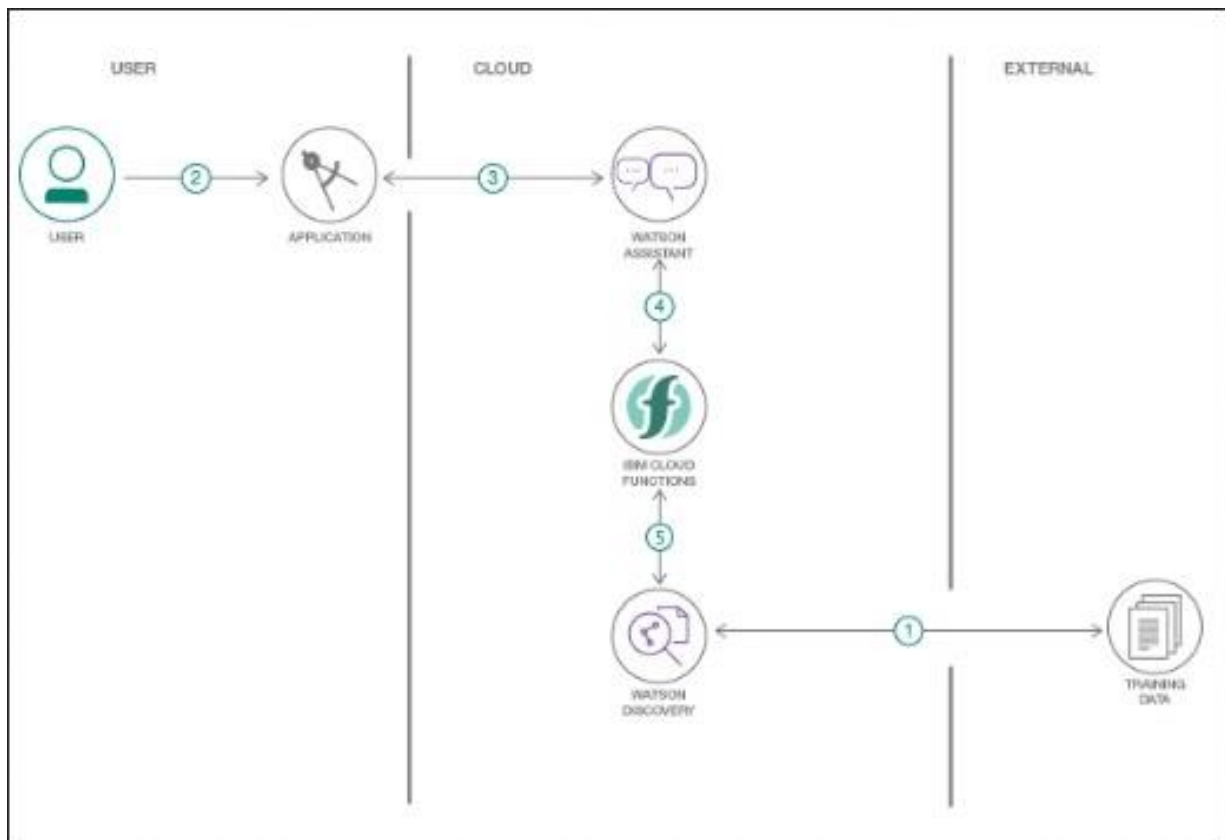 USER
CLOUD
EXTERNAL
2
3
USER
APPLICATION
WATSON
ASSISTANT
4
IBM CLOUD
FUNCTIONS
5
1
WATSON
DISCOVERY
TRAINING
DATA